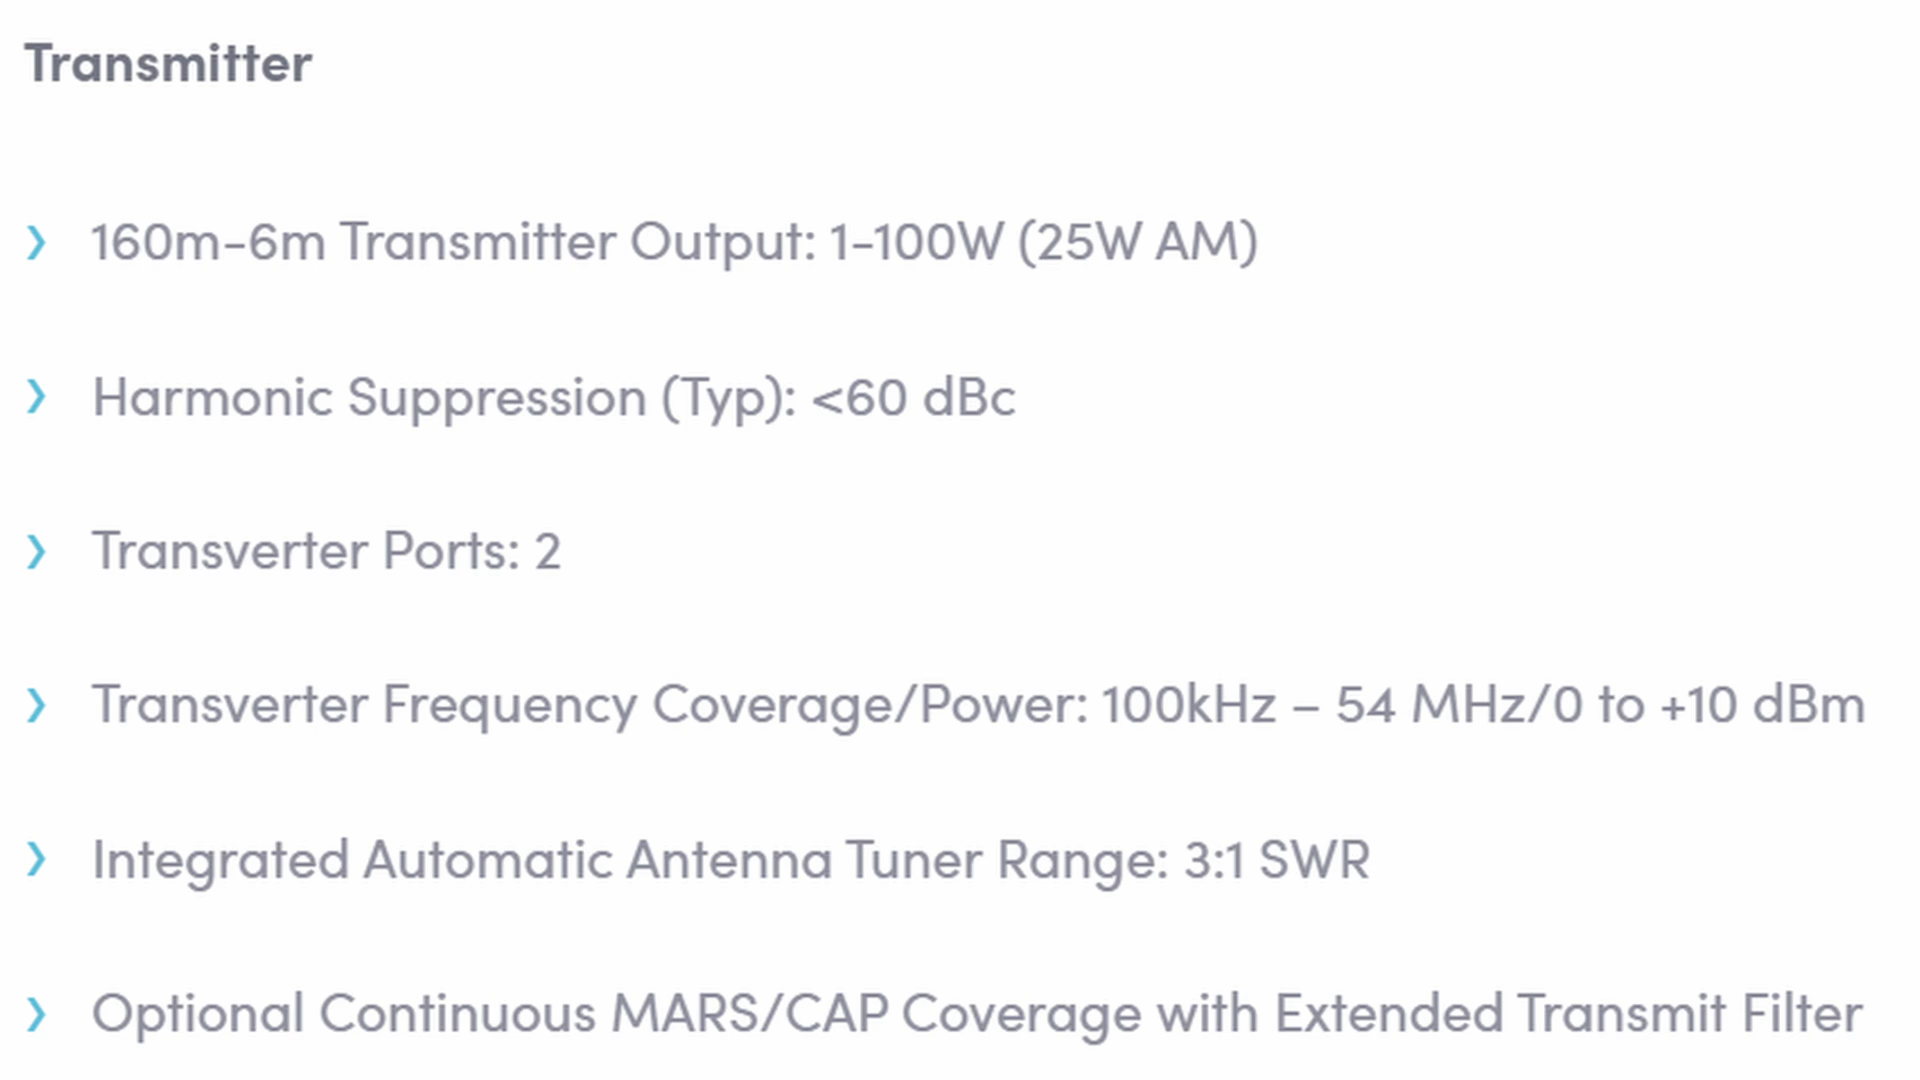 Transmitter
› 160m-6m Transmitter Output: 1-100W (25W AM)
› Harmonic Suppression (Typ): <60 dBc
› Transverter Ports: 2
› Transverter Frequency Coverage/Power: 100kHz – 54 MHz/0 to +10 dBm
› Integrated Automatic Antenna Tuner Range: 3:1 SWR
› Optional Continuous MARS/CAP Coverage with Extended Transmit Filter